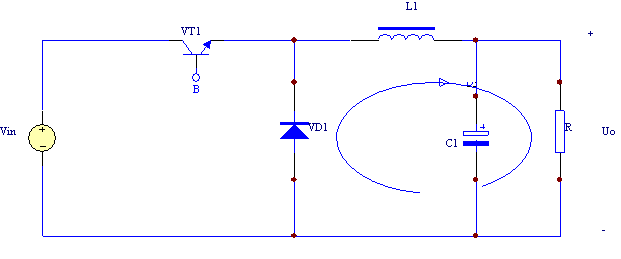 L1
VT1
+
B
Vin
+
−
VD1
+
C1
R
Uo
-